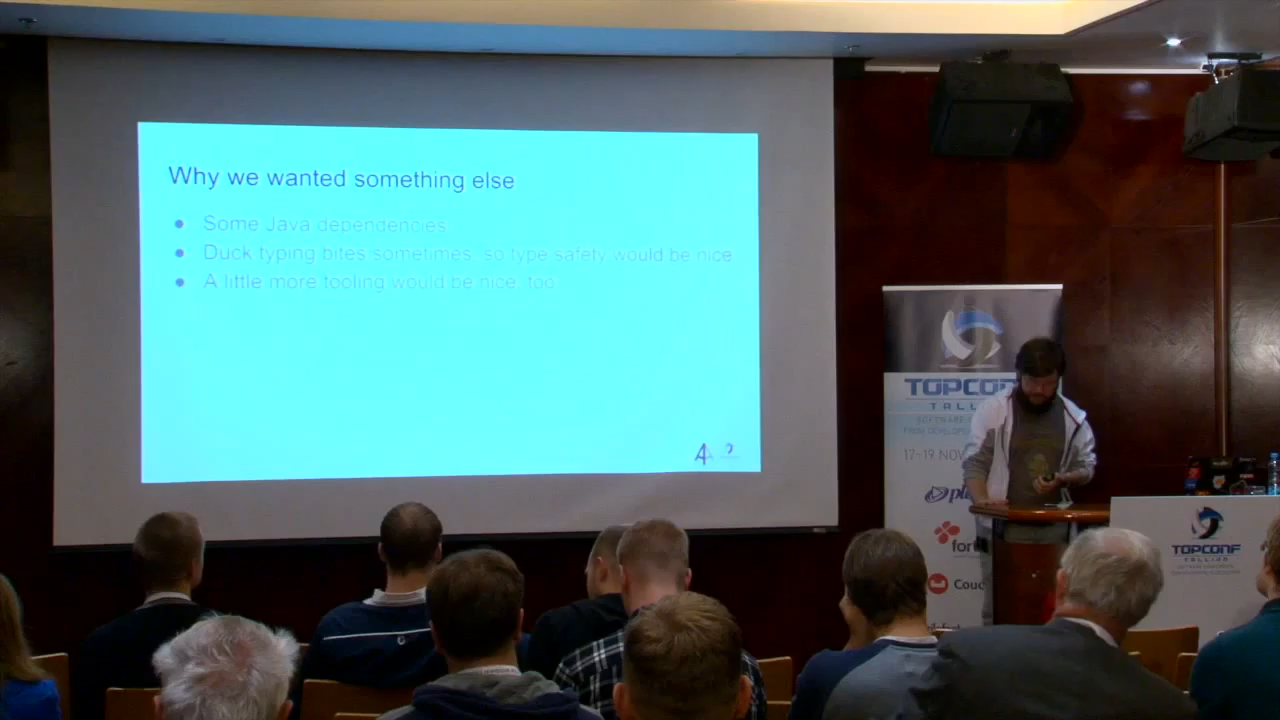 Why we wanted something else
Some Java dependencies
Duck typing bites sometimes, so type safety would be nice
A little more tooling would be nice, too
TOPCONF
17-19 NOV
TOPCONF
TALLINN